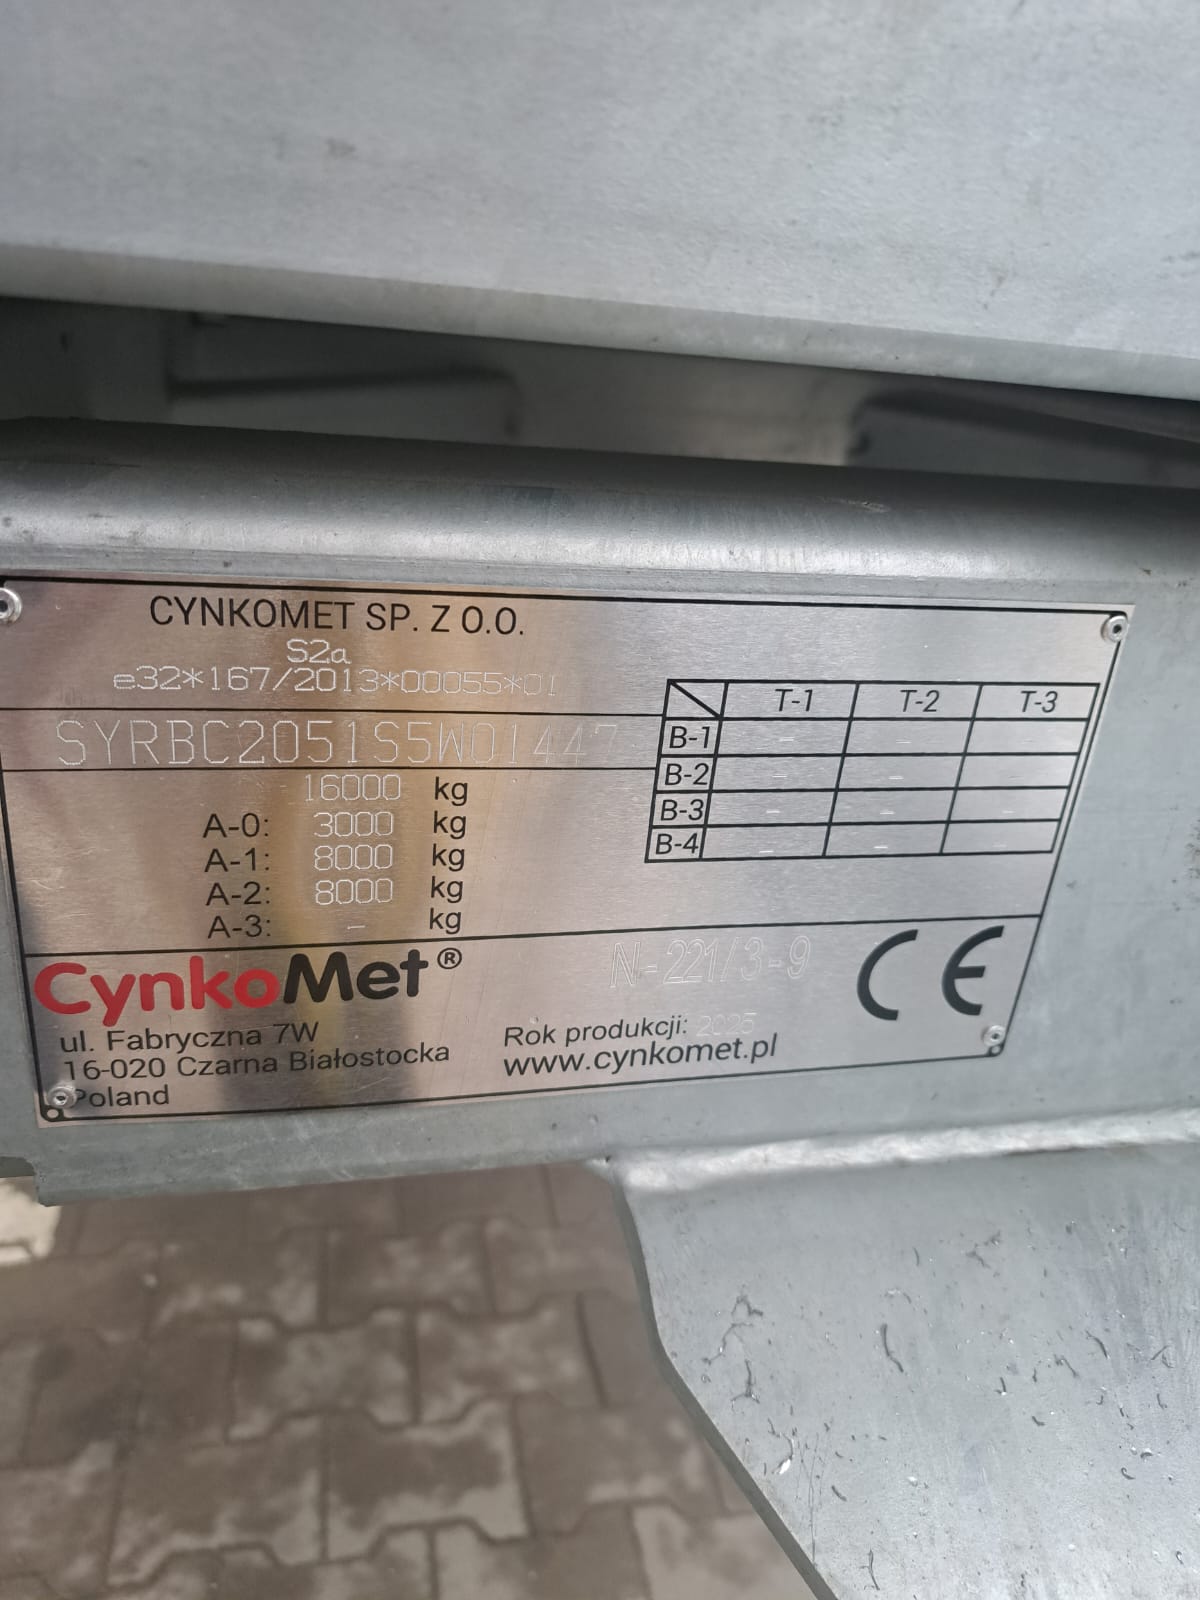 CYNKOMET SP. Z O.O.
S2a
e32*167/2013*00055*01
SYRBC2051S5W01447
16000 kg
A-0: 3000 kg
A-1: 8000 kg
A-2: 8000 kg
A-3: - kg
T-1 T-2 T-3
B-1 - - -
B-2 - - -
B-3 - - -
B-4 - - -
CynkoMet®
ul. Fabryczna 7W
16-020 Czarna Białostocka
Poland
N-221/3-9
CE
Rok produkcji: 2025
www.cynkomet.pl